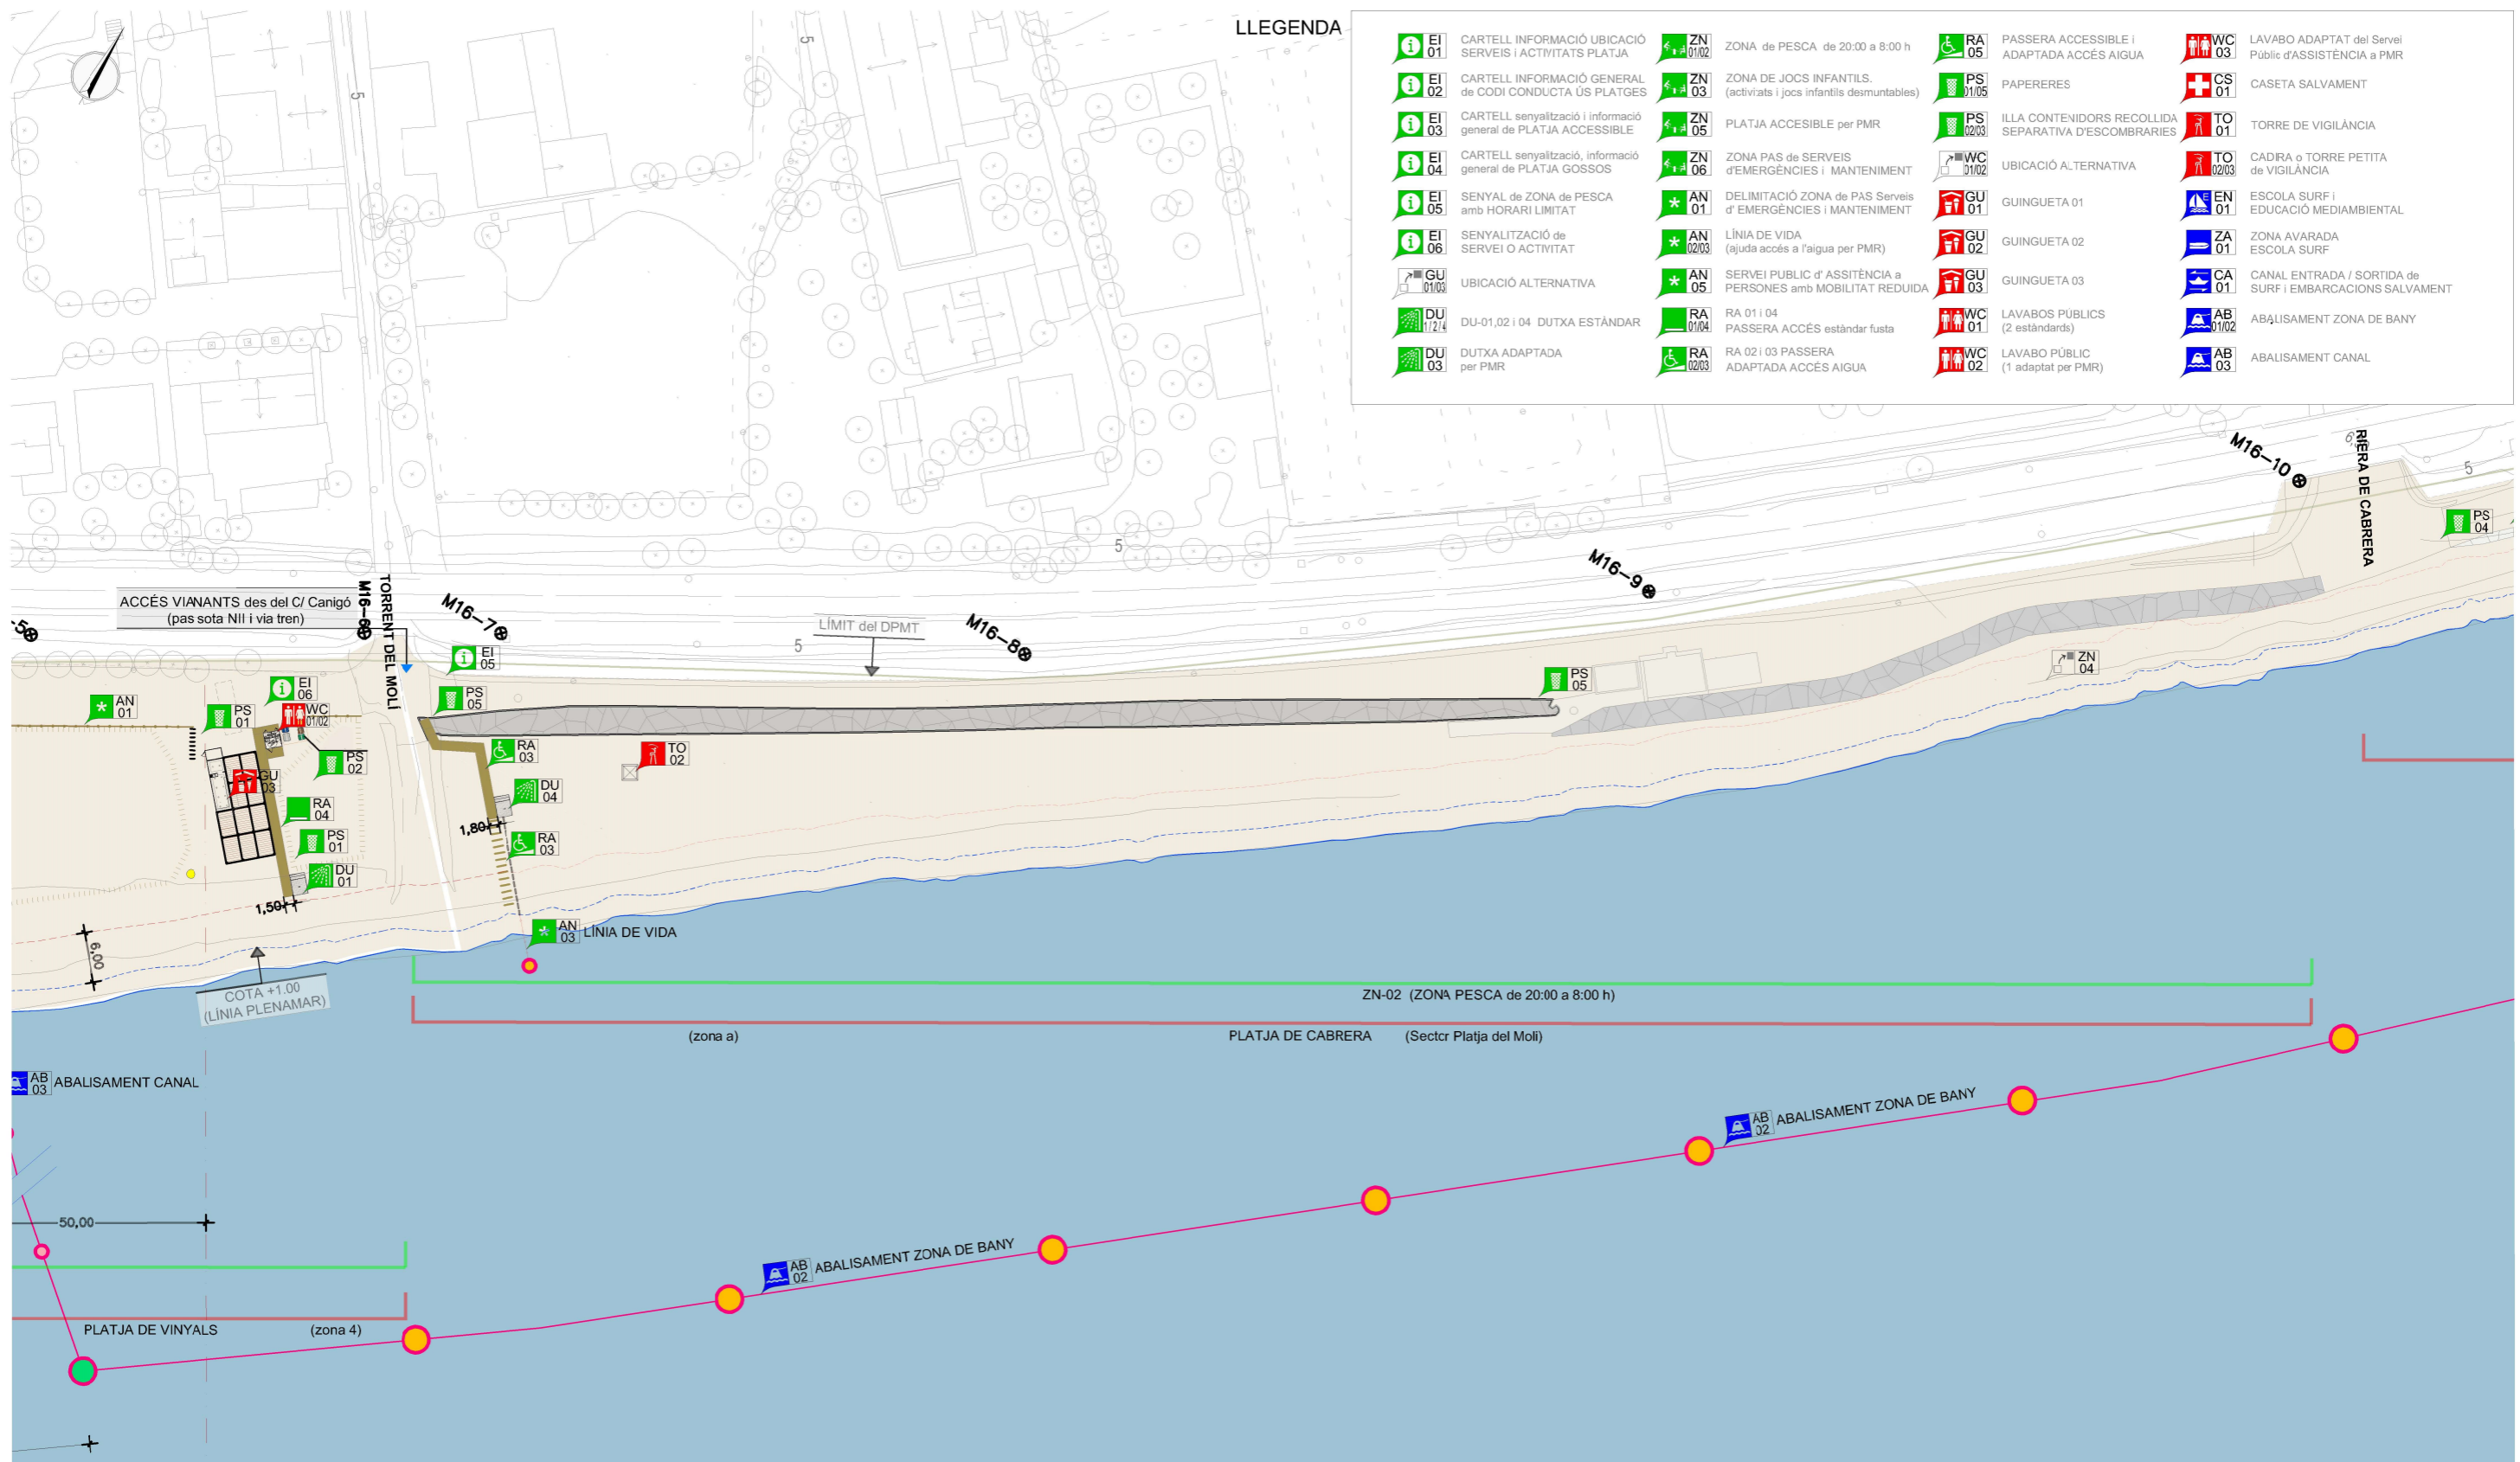 LLEGENDA
EI 01 CARTELL INFORMACIÓ UBICACIÓ
SERVEIS i ACTIVITATS PLATJA
EI 02 CARTELL INFORMACIÓ GENERAL
de CODI CONDUCTA ÚS PLATGES
EI 03 CARTELL senyalització i informació
general de PLATJA ACCESSIBLE
EI 04 CARTELL senyalització, informació
general de PLATJA GOSSOS
EI 05 SENYAL de ZONA de PESCA
amb HORARI LIMITAT
EI 06 SENYALITZACIÓ de
SERVEI O ACTIVITAT
GU 01/03 UBICACIÓ ALTERNATIVA
DU 1/2/4 DU-01,02 i 04 DUTXA ESTÀNDAR
DU 03 DUTXA ADAPTADA
per PMR
ZN 01/02 ZONA de PESCA de 20:00 a 8:00 h
ZN 03 ZONA DE JOCS INFANTILS.
(activitats i jocs infantils desmuntables)
ZN 05 PLATJA ACCESIBLE per PMR
ZN 06 ZONA PAS de SERVEIS
d'EMERGÈNCIES i MANTENIMENT
AN 01 DELIMITACIÓ ZONA de PAS Serveis
d' EMERGÈNCIES i MANTENIMENT
AN 02/03 LÍNIA DE VIDA
(ajuda accés a l'aigua per PMR)
AN 05 SERVEI PUBLIC d' ASSITÈNCIA a
PERSONES amb MOBILITAT REDUIDA
RA 01/04 RA 01 i 04
PASSERA ACCÉS estàndar fusta
RA 02/03 RA 02 i 03 PASSERA
ADAPTADA ACCÉS AIGUA
RA 05 PASSERA ACCESSIBLE i
ADAPTADA ACCÉS AIGUA
PS 01/05 PAPERERES
PS 02/03 ILLA CONTENIDORS RECOLLIDA
SEPARATIVA D'ESCOMBRARIES
WC 01/02 UBICACIÓ ALTERNATIVA
GU 01 GUINGUETA 01
GU 02 GUINGUETA 02
GU 03 GUINGUETA 03
WC 01 LAVABOS PÚBLICS
(2 estàndards)
WC 02 LAVABO PÚBLIC
(1 adaptat per PMR)
WC 03 LAVABO ADAPTAT del Servei
Públic d'ASSISTÈNCIA a PMR
CS 01 CASETA SALVAMENT
TO 01 TORRE DE VIGILÀNCIA
TO 02/03 CADIRA o TORRE PETITA
de VIGILÀNCIA
EN 01 ESCOLA SURF i
EDUCACIÓ MEDIAMBIENTAL
ZA 01 ZONA AVARADA
ESCOLA SURF
CA 01 CANAL ENTRADA / SORTIDA de
SURF i EMBARCACIONS SALVAMENT
AB 01/02 ABALISAMENT ZONA DE BANY
AB 03 ABALISAMENT CANAL
5
5
5
5
5
M16-10
RIERA DE CABRERA
PS 04
M16-9
ACCÉS VIANANTS des del C/ Canigó
(pas sota NII i via tren)
M16-6
TORRENT DEL MOLÍ
M16-7
LÍMIT del DPMT
M16-8
-5
EI 05
ZN 04
PS 05
EI 06
AN 01
PS 01
WC 01/02
PS 05
RA 03
TO 02
PS 02
GU 03
DU 04
RA 04
1,80
PS 01
RA 03
DU 01
1,50
AN 03 LÍNIA DE VIDA
6,00
COTA +1.00
(LÍNIA PLENAMAR)
ZN-02 (ZONA PESCA de 20:00 a 8:00 h)
(zona a)
PLATJA DE CABRERA (Sector Platja del Moli)
AB 03 ABALISAMENT CANAL
AB 02 ABALISAMENT ZONA DE BANY
50,00
AB 02 ABALISAMENT ZONA DE BANY
PLATJA DE VINYALS (zona 4)